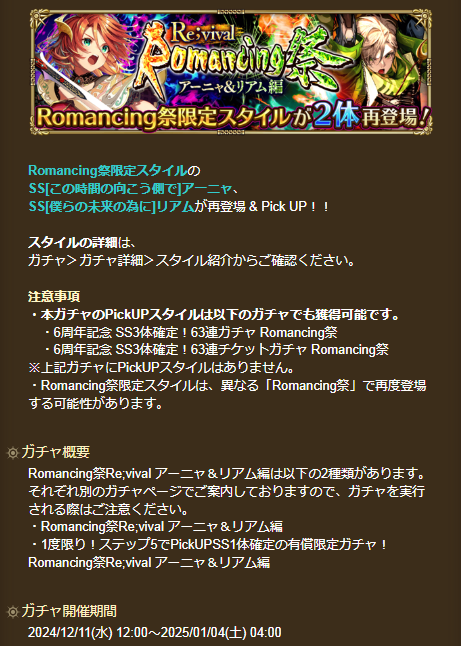 Re;vival
Romancing祭
アーニャ&リアム編
Romancing祭限定スタイルが2体再登場!
Romancing祭限定スタイルの
SS[この時間の向こう側で]アーニャ、
SS[僕らの未来の為に]リアムが再登場 & Pick UP！！
スタイルの詳細は、
ガチャ＞ガチャ詳細＞スタイル紹介からご確認ください。
注意事項
・本ガチャのPickUPスタイルは以下のガチャでも獲得可能です。
・6周年記念 SS3体確定！63連ガチャ Romancing祭
・6周年記念 SS3体確定！63連チケットガチャ Romancing祭
※上記ガチャにPickUPスタイルはありません。
・Romancing祭限定スタイルは、異なる「Romancing祭」で再度登場
する可能性があります。
ガチャ概要
Romancing祭Re;vival アーニャ＆リアム編は以下の2種類があります。
それぞれ別のガチャページでご案内しておりますので、ガチャを実行
される際はご注意ください。
・Romancing祭Re;vival アーニャ＆リアム編
・1度限り！ステップ5でPickUPSS1体確定の有償限定ガチャ！
Romancing祭Re;vival アーニャ＆リアム編
ガチャ開催期間
2024/12/11(水) 12:00～2025/01/04(土) 04:00